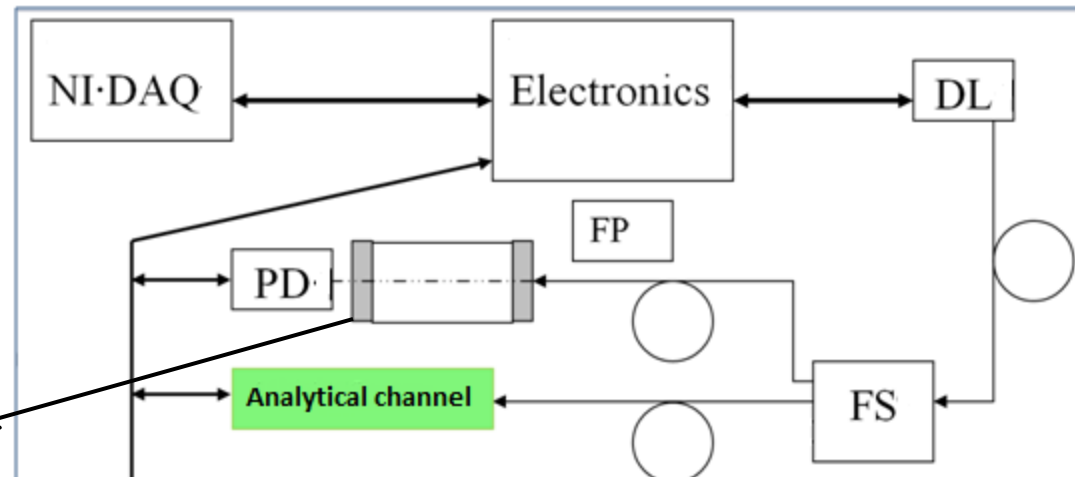 NI·DAQ
Electronics
DL
FP
PD·
Analytical channel
FS